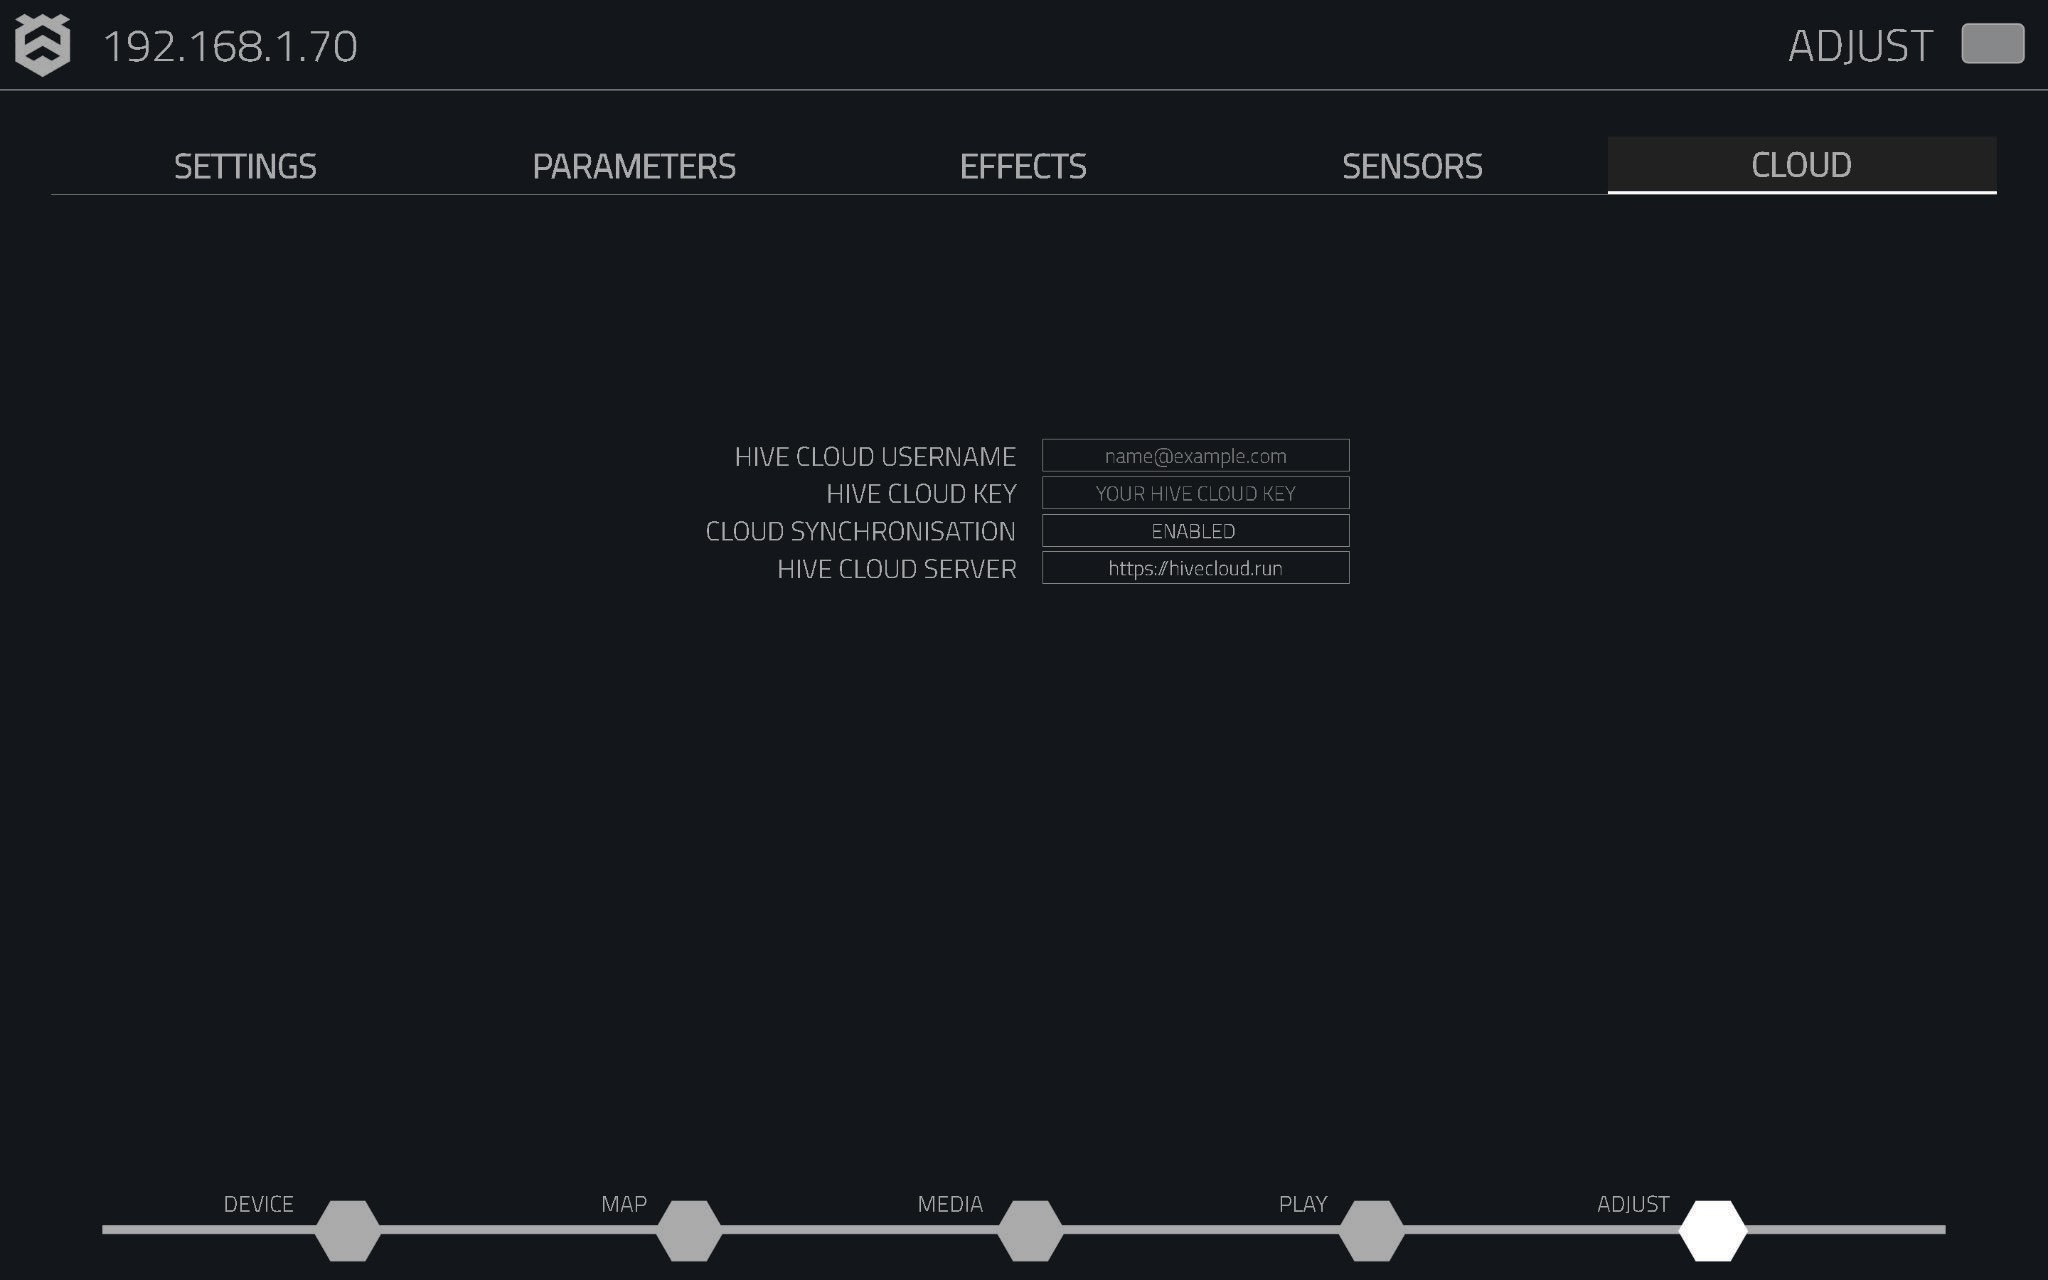 192.168.1.70
ADJUST
SETTINGS PARAMETERS EFFECTS SENSORS CLOUD
HIVE CLOUD USERNAME name@example.com
HIVE CLOUD KEY YOUR HIVE CLOUD KEY
CLOUD SYNCHRONISATION ENABLED
HIVE CLOUD SERVER https://hivecloud.run
DEVICE MAP MEDIA PLAY ADJUST